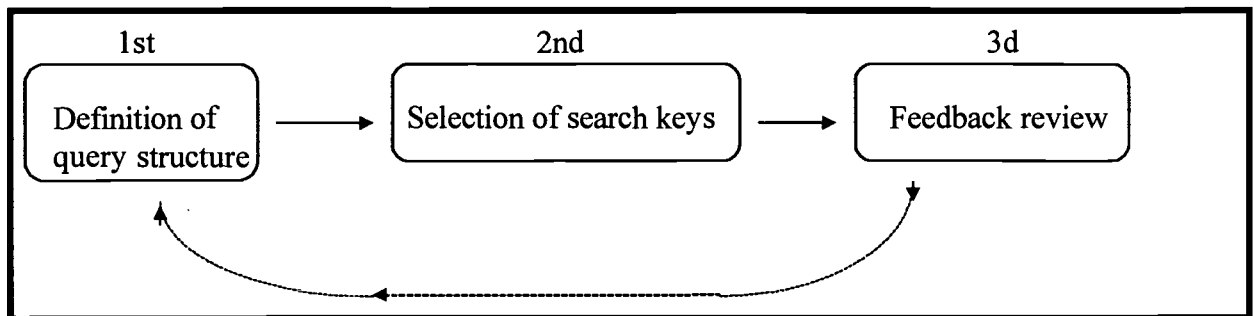 1st
2nd
3d
Definition of
query structure
Selection of search keys
Feedback review